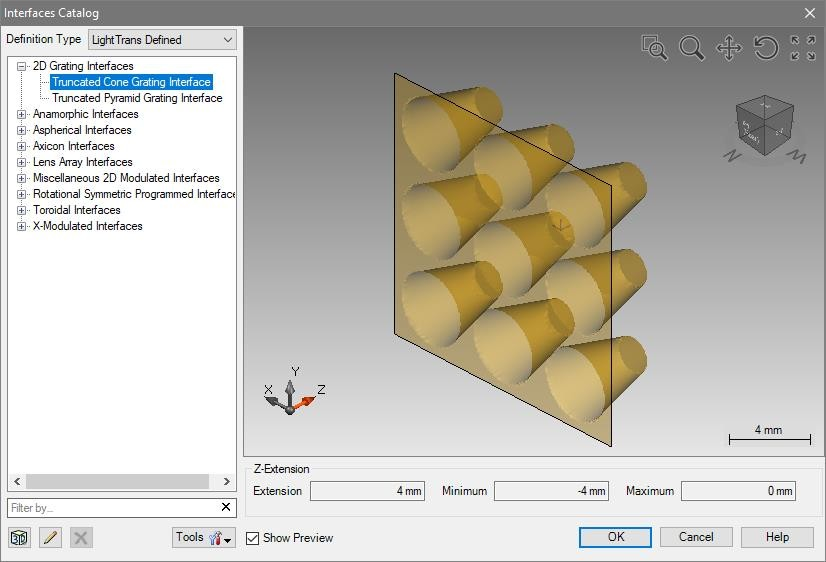 Interfaces Catalog
Definition Type LightTrans Defined
2D Grating Interfaces
Truncated Cone Grating Interface
Truncated Pyramid Grating Interface
Anamorphic Interfaces
Aspherical Interfaces
Axicon Interfaces
Lens Array Interfaces
Miscellaneous 2D Modulated Interfaces
Rotational Symmetric Programmed Interface
Toroidal Interfaces
X-Modulated Interfaces
Filter by...
3D
Tools
X
Y
Z
4 mm
Z-Extension
Extension 4 mm Minimum -4 mm Maximum 0 mm
Show Preview
OK Cancel Help